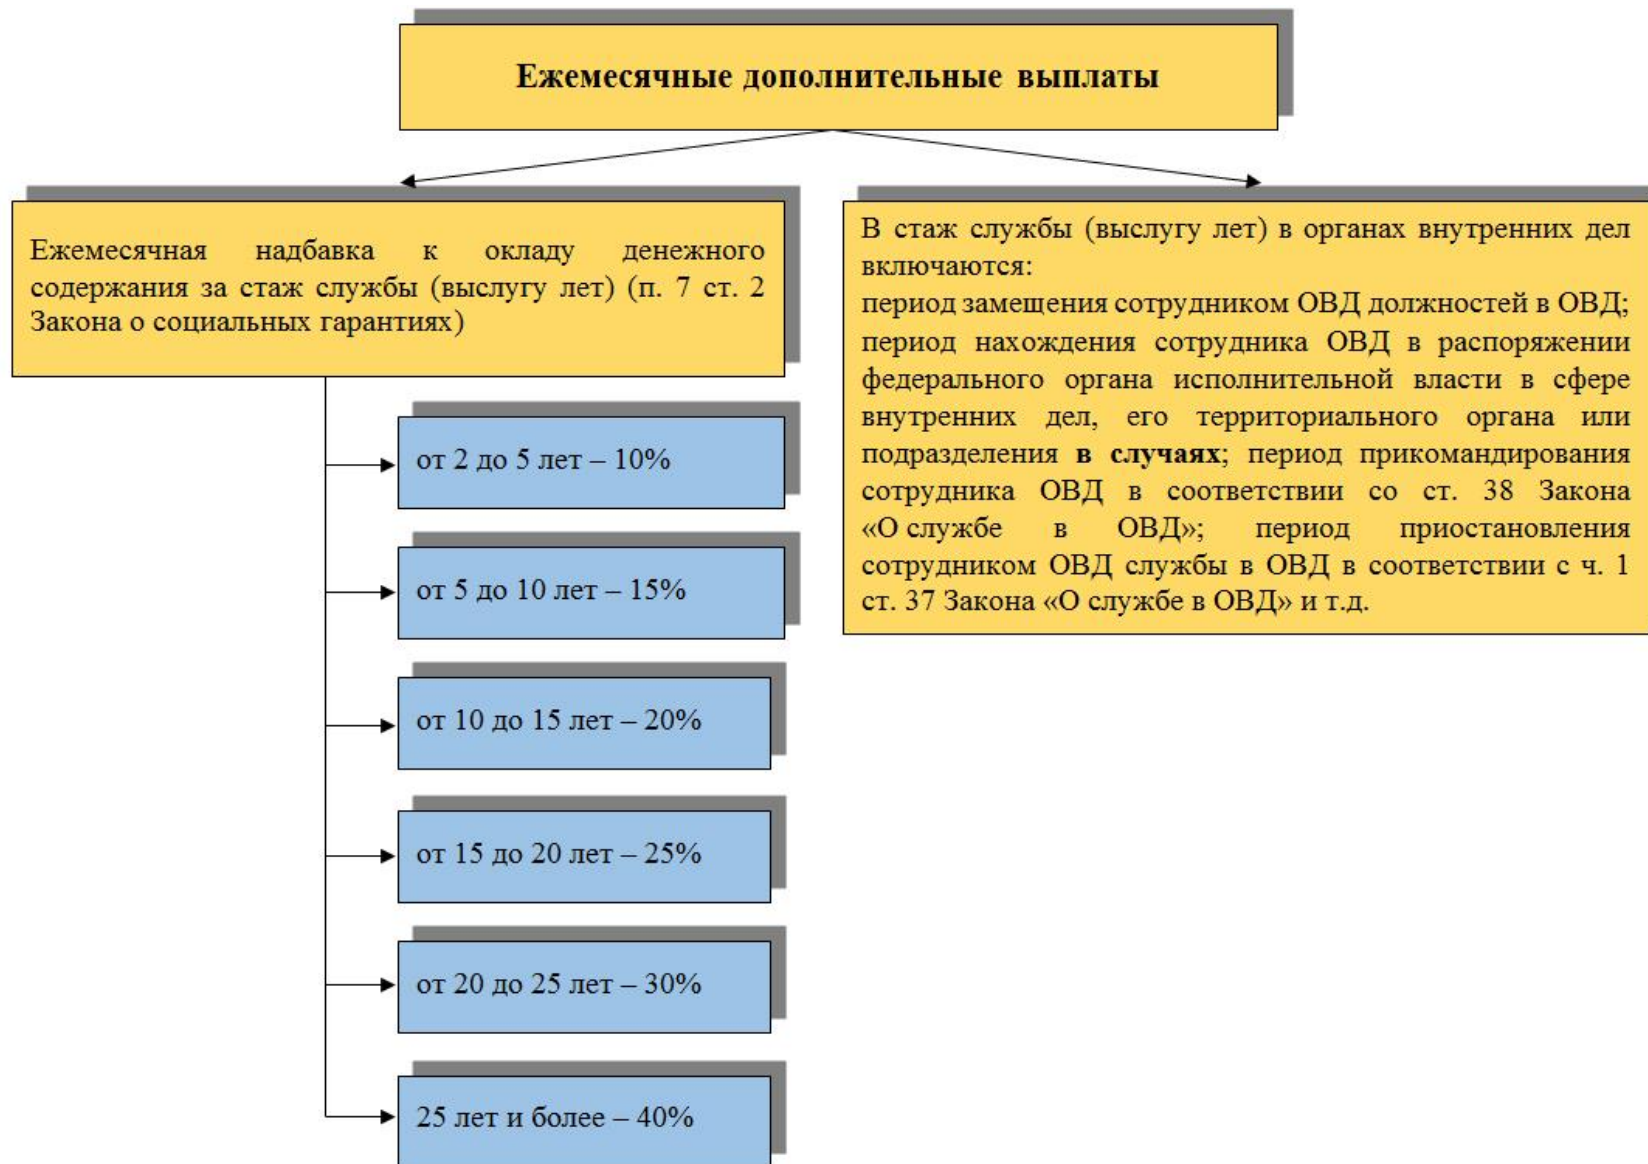 Ежемесячные дополнительные выплаты
Ежемесячная надбавка к окладу денежного
содержания за стаж службы (выслугу лет) (п. 7 ст. 2
Закона о социальных гарантиях)
от 2 до 5 лет – 10%
от 5 до 10 лет – 15%
от 10 до 15 лет – 20%
от 15 до 20 лет – 25%
от 20 до 25 лет – 30%
25 лет и более – 40%
В стаж службы (выслугу лет) в органах внутренних дел
включаются:
период замещения сотрудником ОВД должностей в ОВД;
период нахождения сотрудника ОВД в распоряжении
федерального органа исполнительной власти в сфере
внутренних дел, его территориального органа или
подразделения в случаях; период прикомандирования
сотрудника ОВД в соответствии со ст. 38 Закона
«О службе в ОВД»; период приостановления
сотрудником ОВД службы в ОВД в соответствии с ч. 1
ст. 37 Закона «О службе в ОВД» и т.д.